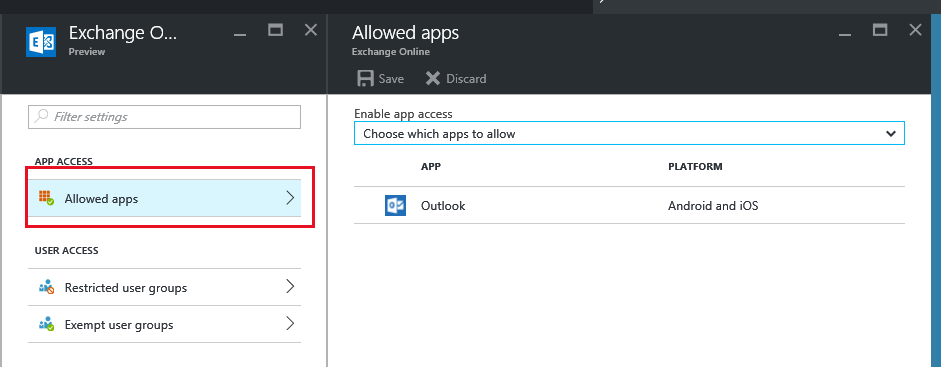 Exchange O...
Preview
Filter settings
APP ACCESS
Allowed apps
USER ACCESS
Restricted user groups
Exempt user groups
Allowed apps
Exchange Online
Save Discard
Enable app access
Choose which apps to allow
APP PLATFORM
Outlook Android and iOS